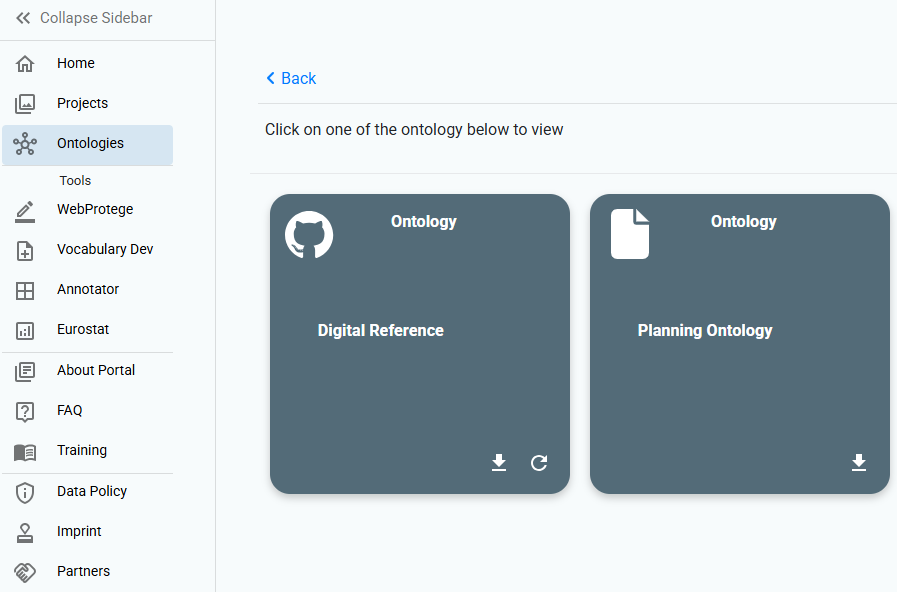 Collapse Sidebar
Home
Projects
Ontologies
Tools
WebProtege
Vocabulary Dev
Annotator
Eurostat
About Portal
FAQ
Training
Data Policy
Imprint
Partners
Back
Click on one of the ontology below to view
Ontology
Digital Reference
Ontology
Planning Ontology